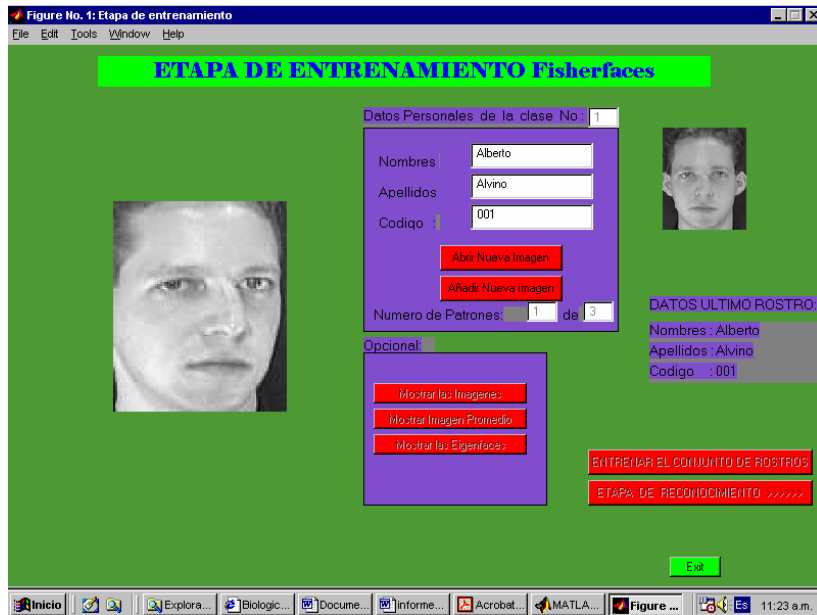 Figure No. 1: Etapa de entrenamiento
File Edit Tools Window Help
ETAPA DE ENTRENAMIENTO Fisherfaces
Datos Personales de la clase No : 1
Nombres Alberto
Apellidos Alvino
Codigo : 001
Abrir Nueva Imagen
Añadir Nueva Imagen
Numero de Patrones: 1 de 3
Opcional:
Mostrar las Imagenes
Mostrar Imagen Promedio
Mostrar las Eigenfaces
DATOS ULTIMO ROSTRO:
Nombres : Alberto
Apellidos : Alvino
Codigo : 001
ENTRENAR EL CONJUNTO DE ROSTROS
ETAPA DE RECONOCIMIENTO >>>>>>
Exit
Inicio Explora... Biologic... Docume... informe... Acrobat... MATLA... Figure ... Es 11:23 a.m.